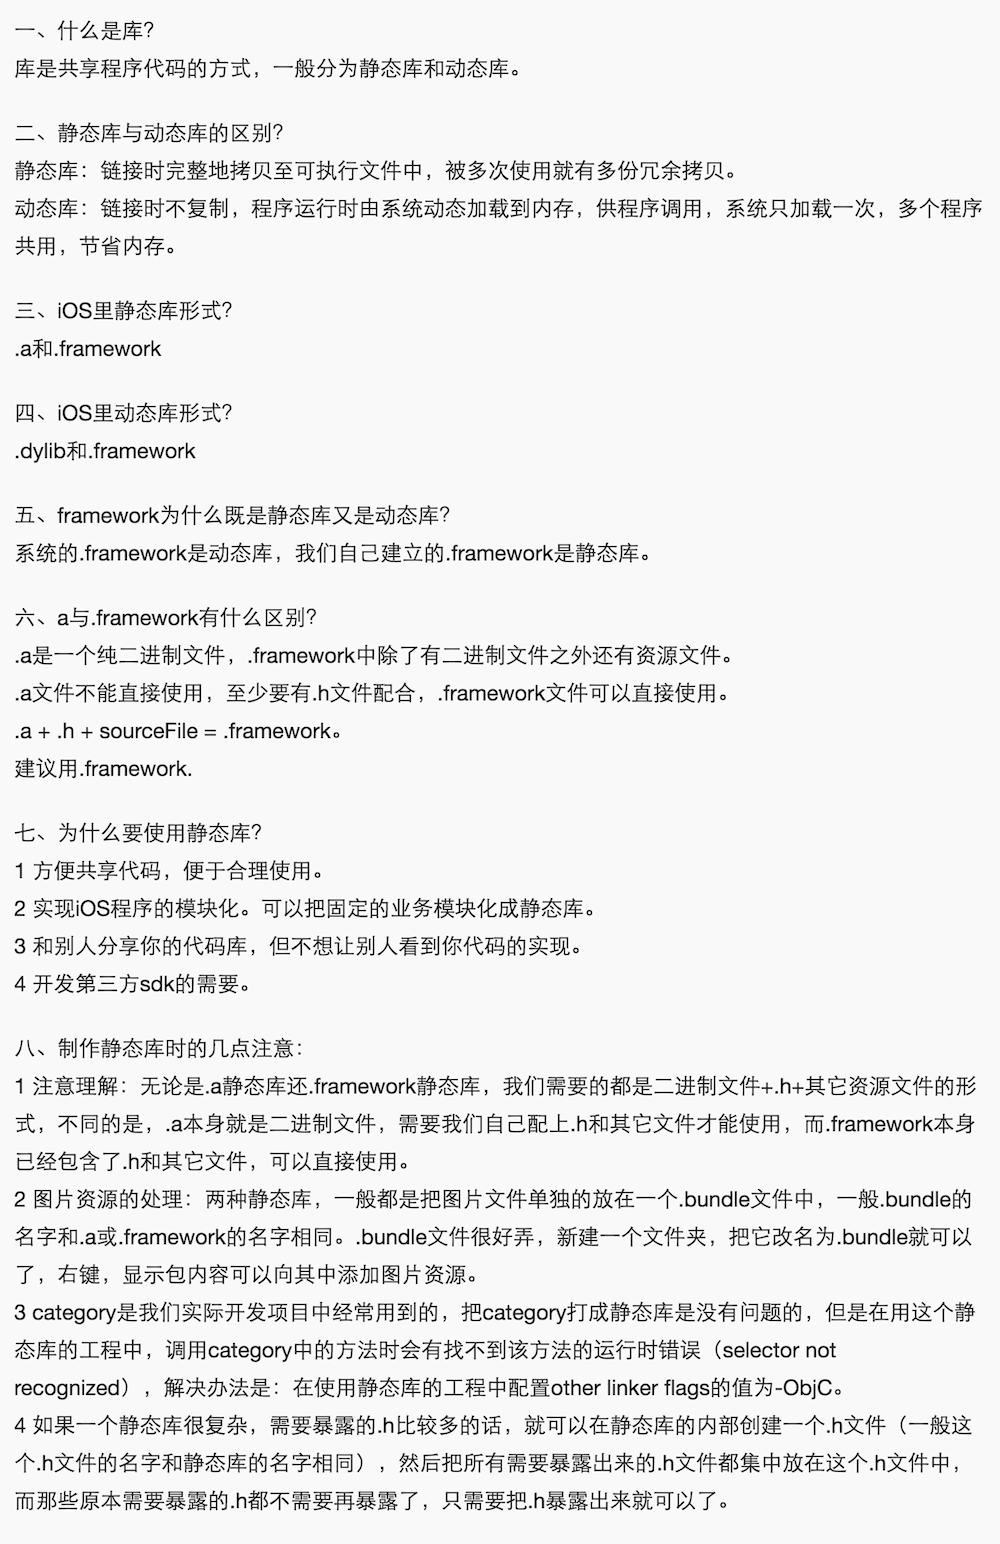 一、什么是库？
库是共享程序代码的方式，一般分为静态库和动态库。
二、静态库与动态库的区别？
静态库：链接时完整地拷贝至可执行文件中，被多次使用就有多份冗余拷贝。
动态库：链接时不复制，程序运行时由系统动态加载到内存，供程序调用，系统只加载一次，多个程序
共用，节省内存。
三、iOS里静态库形式？
.a和.framework
四、iOS里动态库形式？
.dylib和.framework
五、framework为什么既是静态库又是动态库？
系统的.framework是动态库，我们自己建立的.framework是静态库。
六、a与.framework有什么区别？
.a是一个纯二进制文件，.framework中除了有二进制文件之外还有资源文件。
.a文件不能直接使用，至少要有.h文件配合，.framework文件可以直接使用。
.a + .h + sourceFile = .framework。
建议用.framework.
七、为什么要使用静态库？
1 方便共享代码，便于合理使用。
2 实现iOS程序的模块化。可以把固定的业务模块化成静态库。
3 和别人分享你的代码库，但不想让别人看到你代码的实现。
4 开发第三方sdk的需要。
八、制作静态库时的几点注意：
1 注意理解：无论是.a静态库还.framework静态库，我们需要的都是二进制文件+.h+其它资源文件的形
式，不同的是，.a本身就是二进制文件，需要我们自己配上.h和其它文件才能使用，而.framework本身
已经包含了.h和其它文件，可以直接使用。
2 图片资源的处理：两种静态库，一般都是把图片文件单独的放在一个.bundle文件中，一般.bundle的
名字和.a或.framework的名字相同。.bundle文件很好弄，新建一个文件夹，把它改名为.bundle就可以
了，右键，显示包内容可以向其中添加图片资源。
3 category是我们实际开发项目中经常用到的，把category打成静态库是没有问题的，但是在用这个静
态库的工程中，调用category中的方法时会有找不到该方法的运行时错误（selector not
recognized），解决办法是：在使用静态库的工程中配置other linker flags的值为-ObjC。
4 如果一个静态库很复杂，需要暴露的.h比较多的话，就可以在静态库的内部创建一个.h文件（一般这
个.h文件的名字和静态库的名字相同），然后把所有需要暴露出来的.h文件都集中放在这个.h文件中，
而那些原本需要暴露的.h都不需要再暴露了，只需要把.h暴露出来就可以了。